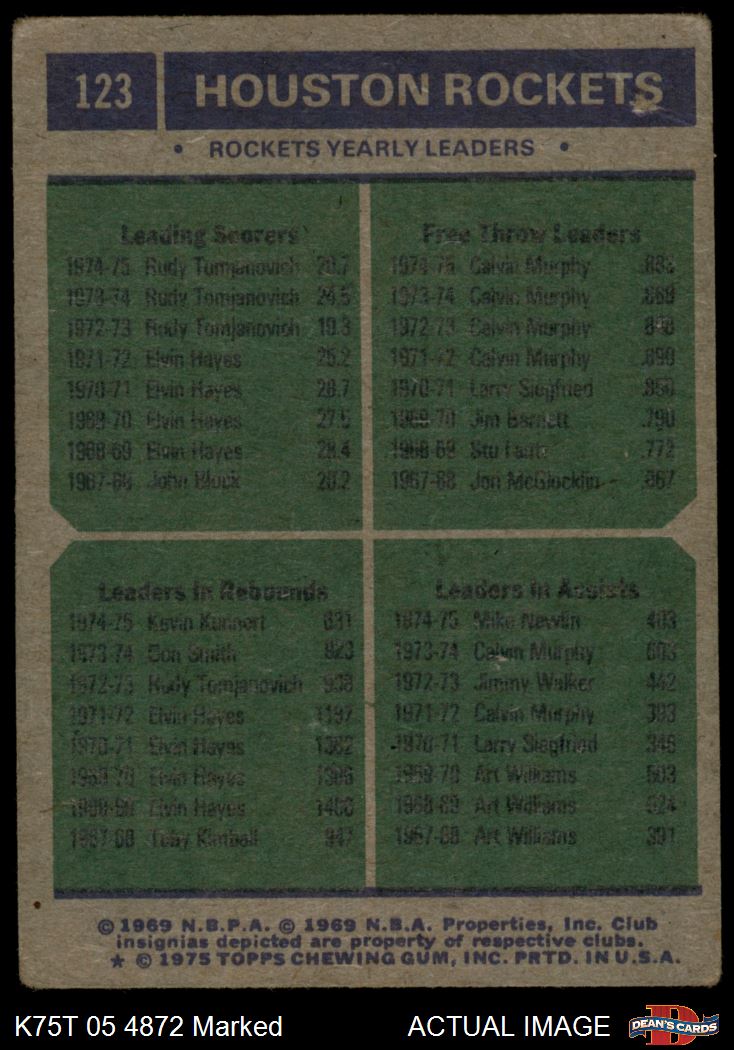 123 HOUSTON ROCKETS
• ROCKETS YEARLY LEADERS •
Leading Scorers
1974-75 Rudy Tomjanovich 20.7
1973-74 Rudy Tomjanovich 24.5
1972-73 Rudy Tomjanovich 19.3
1971-72 Elvin Hayes 25.2
1970-71 Elvin Hayes 28.7
1969-70 Elvin Hayes 27.5
1968-69 Elvin Hayes 28.4
1967-68 John Block 20.2
Free Throw Leaders
1974-75 Calvin Murphy .883
1973-74 Calvin Murphy .868
1972-73 Calvin Murphy
1971-72 Calvin Murphy .890
1970-71 Larry Siegfried
1969-70 Jim Barnett .790
1968-69 Stu Lantz .772
1967-68 Jon McGlocklin .867
Leaders in Rebounds
1974-75 Kevin Kunnert
1973-74 Don Smith 923
1972-73 Rudy Tomjanovich 938
1971-72 Elvin Hayes 1197
1970-71 Elvin Hayes 1362
1969-70 Elvin Hayes 1386
1968-69 Elvin Hayes 1406
1967-68 Toby Kimball 947
Leaders in Assists
1974-75 Mike Newlin 403
1973-74 Calvin Murphy 603
1972-73 Jimmy Walker 442
1971-72 Calvin Murphy 393
1970-71 Larry Siegfried 346
1969-70 Art Williams 503
1968-69 Art Williams 524
1967-68 Art Williams 391
© 1969 N.B.P.A. © 1969 N.B.A. Properties, Inc. Club
insignias depicted are property of respective clubs.
★ © 1975 TOPPS CHEWING GUM, INC. PRTD. IN U.S.A.
K75T 05 4872 Marked ACTUAL IMAGE
DEAN'S CARDS